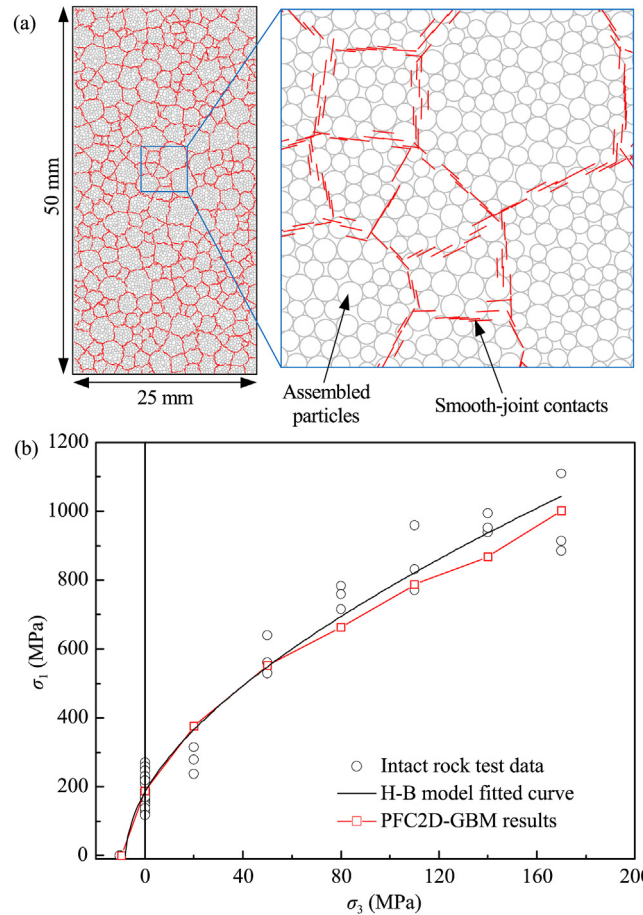 (a)
50 mm
25 mm
Assembled
particles
Smooth-joint contacts
(b)
1200
1000
800
600
400
200
0
σ1 (MPa)
Intact rock test data
H-B model fitted curve
PFC2D-GBM results
0 40 80 120 160 200
σ3 (MPa)